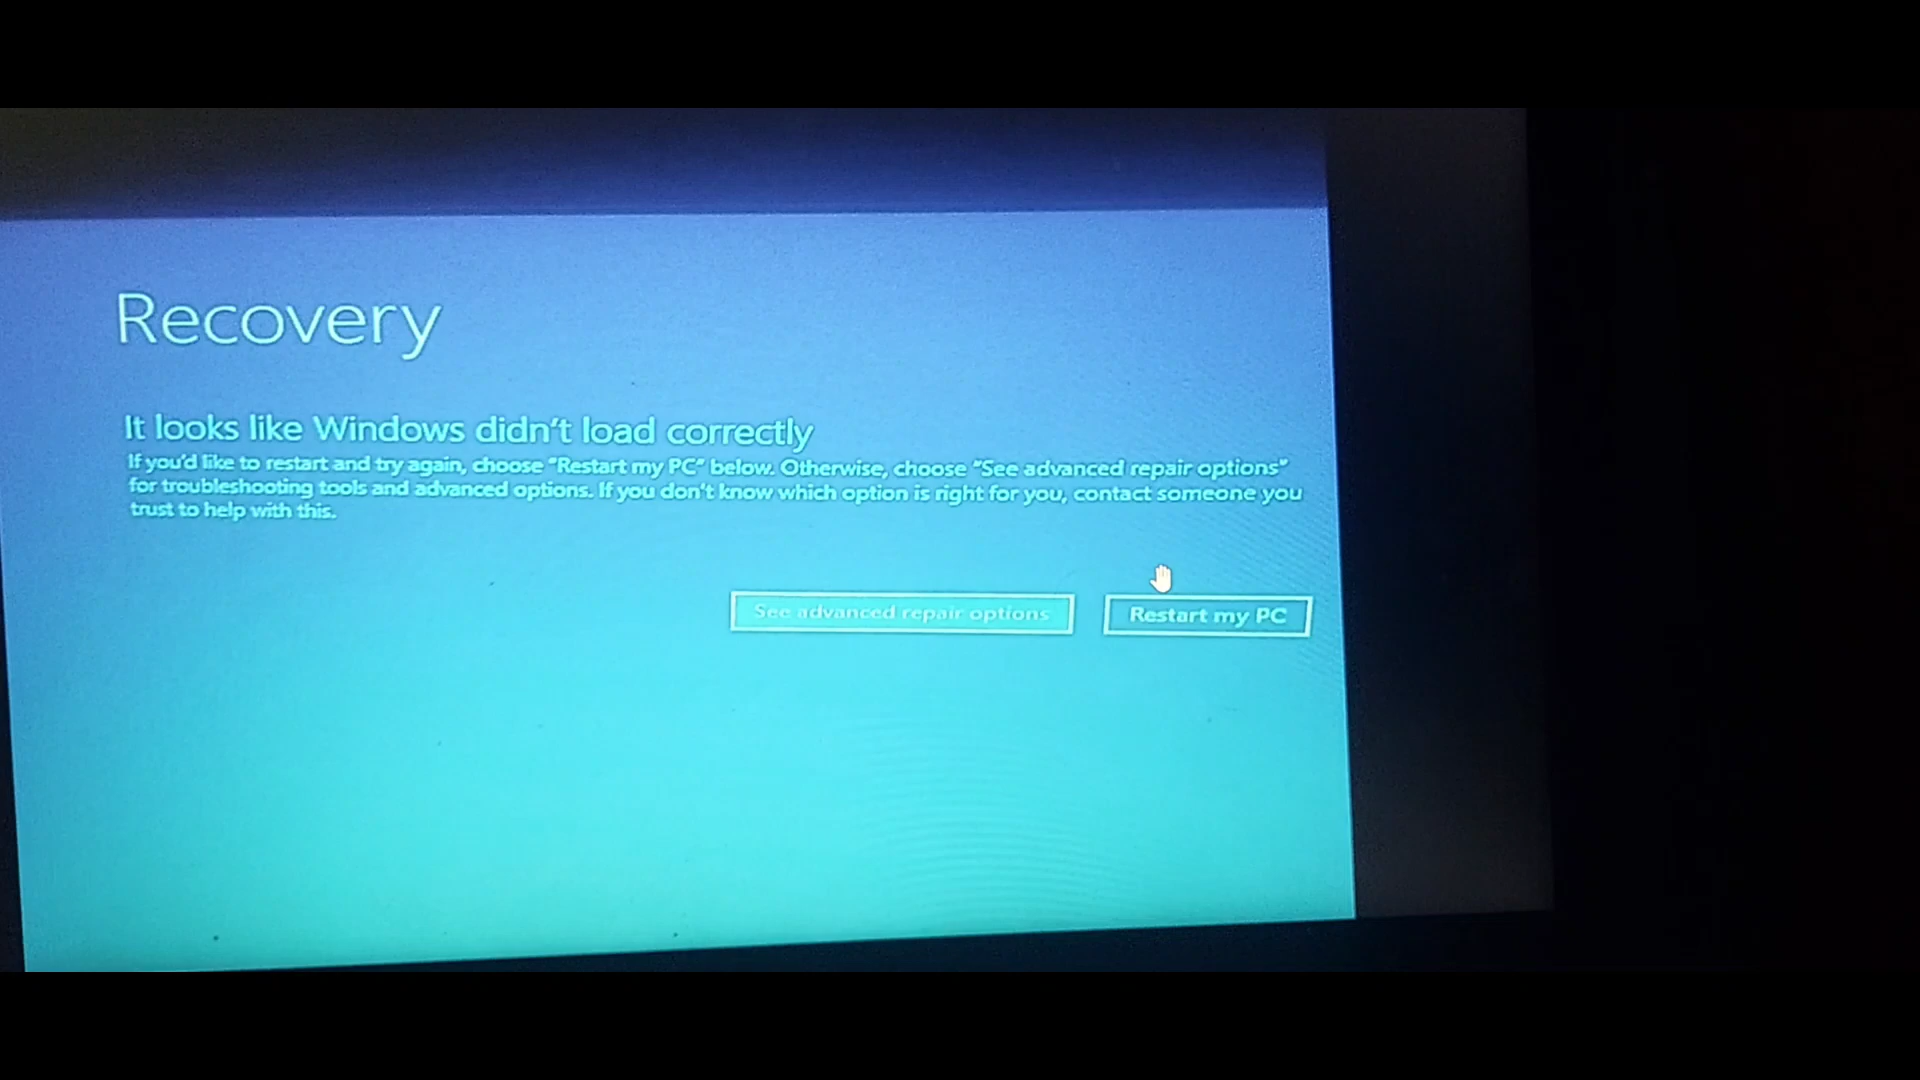 Recovery
It looks like Windows didn't load correctly
If you'd like to restart and try again, choose "Restart my PC" below. Otherwise, choose "See advanced repair options"
for troubleshooting tools and advanced options. If you don't know which option is right for you, contact someone you
trust to help with this.
See advanced repair options
Restart my PC